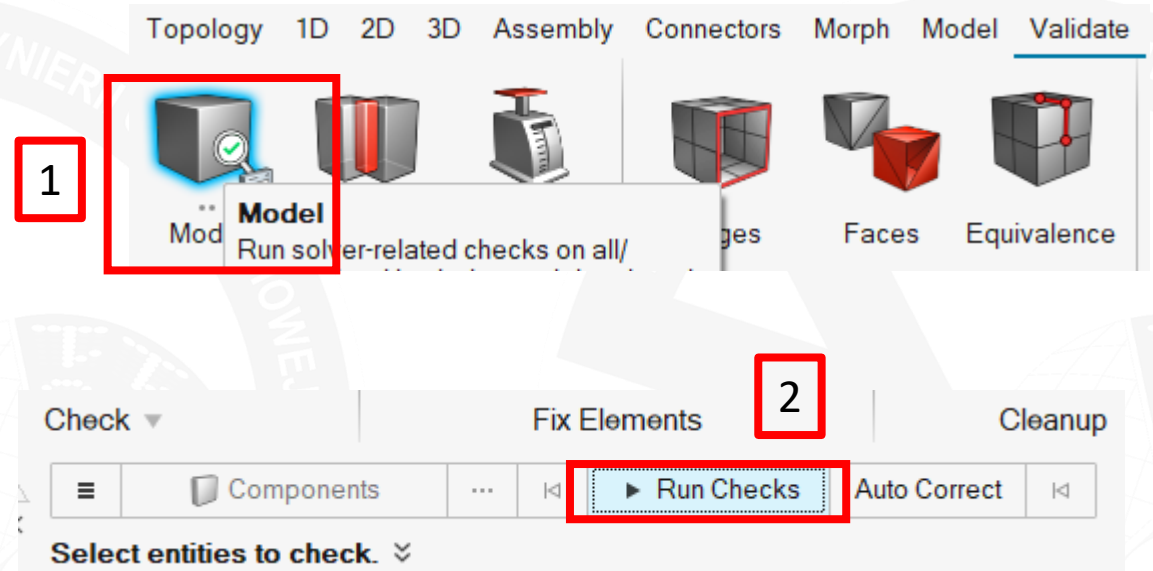 Topology 1D 2D 3D Assembly Connectors Morph Model Validate
1
Model
Mod
Run solver-related checks on all/
ges Faces Equivalence
2
Check Fix Elements Cleanup
Components ... Run Checks Auto Correct
Select entities to check.